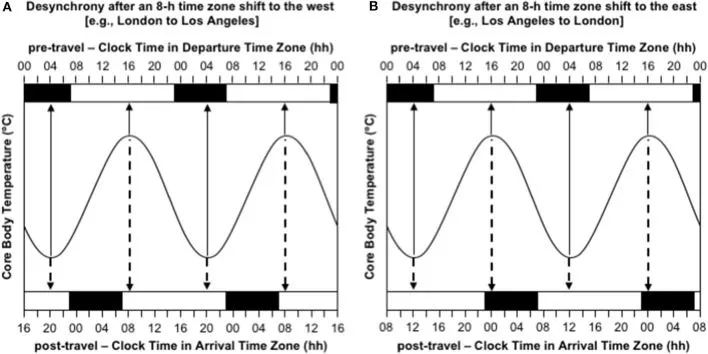 A Desynchrony after an 8-h time zone shift to the west
[e.g., London to Los Angeles]
pre-travel – Clock Time in Departure Time Zone (hh)
00 04 08 12 16 20 00 04 08 12 16 20 00
Core Body Temperature (°C)
16 20 00 04 08 12 16 20 00 04 08 12 16
post-travel – Clock Time in Arrival Time Zone (hh)
B Desynchrony after an 8-h time zone shift to the east
[e.g., Los Angeles to London]
pre-travel – Clock Time in Departure Time Zone (hh)
00 04 08 12 16 20 00 04 08 12 16 20 00
Core Body Temperature (°C)
08 12 16 20 00 04 08 12 16 20 00 04 08
post-travel – Clock Time in Arrival Time Zone (hh)